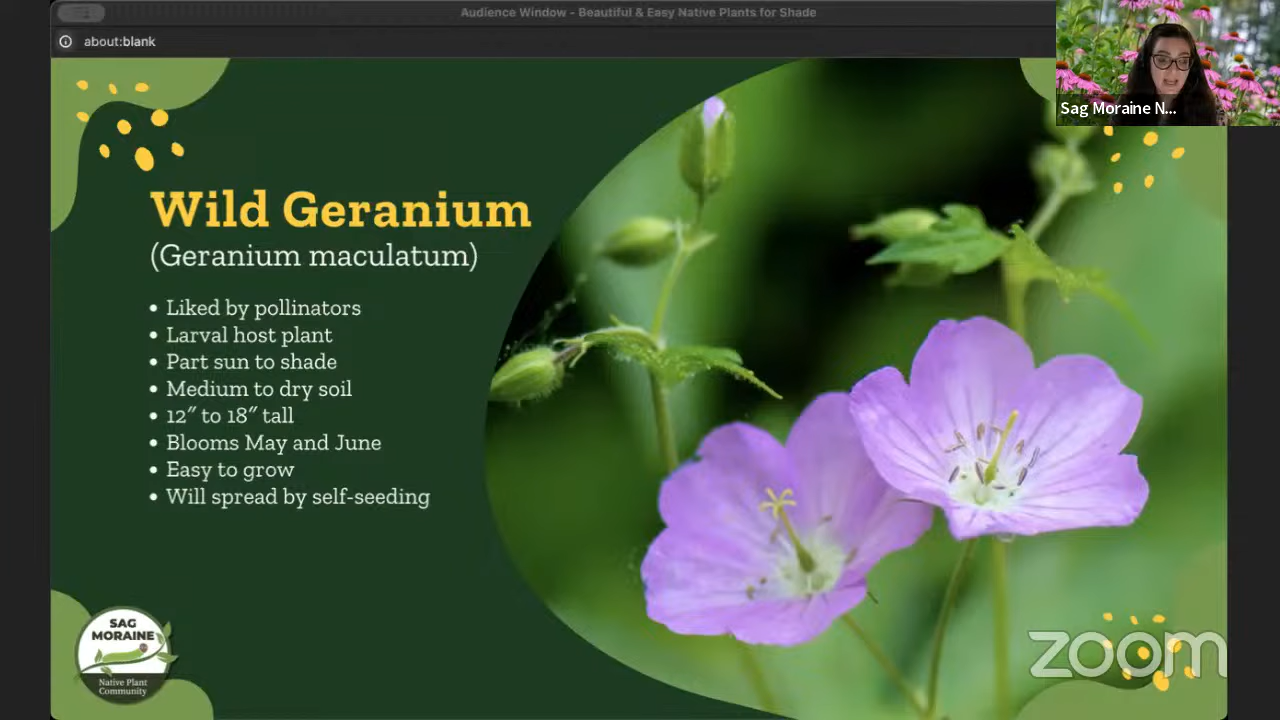 Audience Window - Beautiful & Easy Native Plants for Shade
about:blank
Sag Moraine N...
Wild Geranium
(Geranium maculatum)
• Liked by pollinators
• Larval host plant
• Part sun to shade
• Medium to dry soil
• 12″ to 18″ tall
• Blooms May and June
• Easy to grow
• Will spread by self-seeding
SAG
MORAINE
Native Plant
Community
zoom